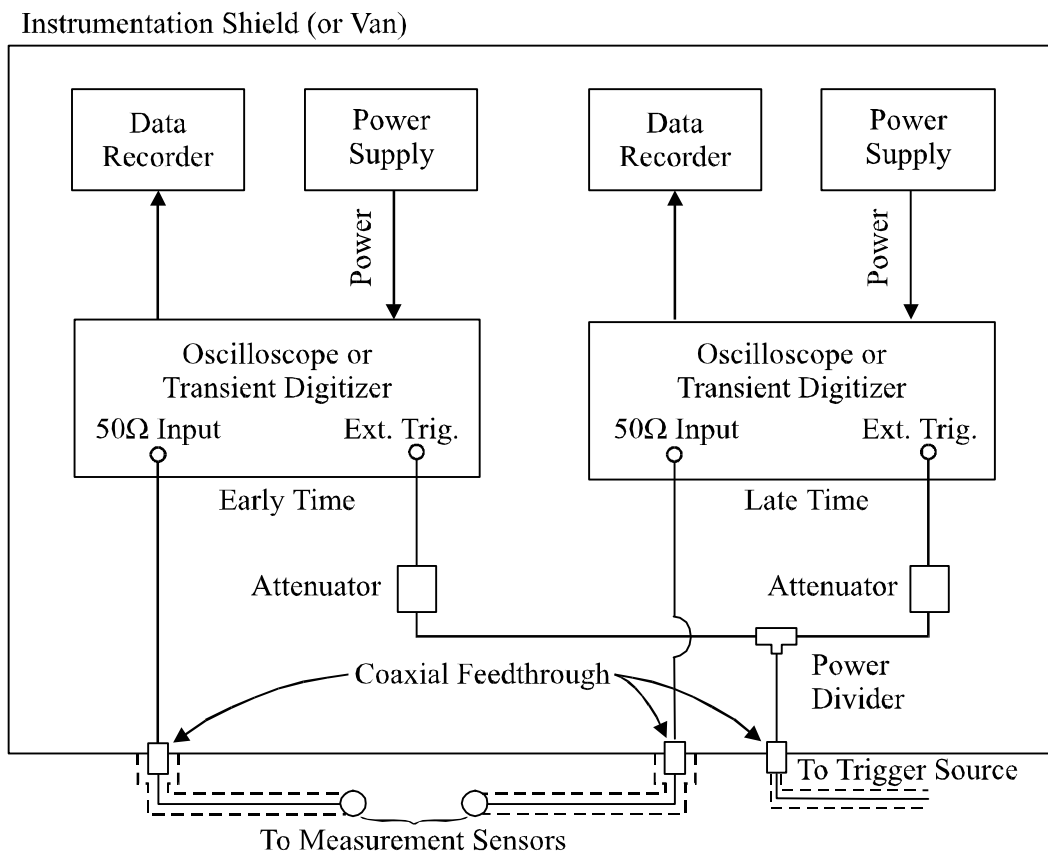 Instrumentation Shield (or Van)
Data
Recorder
Power
Supply
Data
Recorder
Power
Supply
Power
Power
Oscilloscope or
Transient Digitizer
50Ω Input
Ext. Trig.
Oscilloscope or
Transient Digitizer
50Ω Input
Ext. Trig.
Early Time
Late Time
Attenuator
Attenuator
Coaxial Feedthrough
Power
Divider
To Trigger Source
To Measurement Sensors